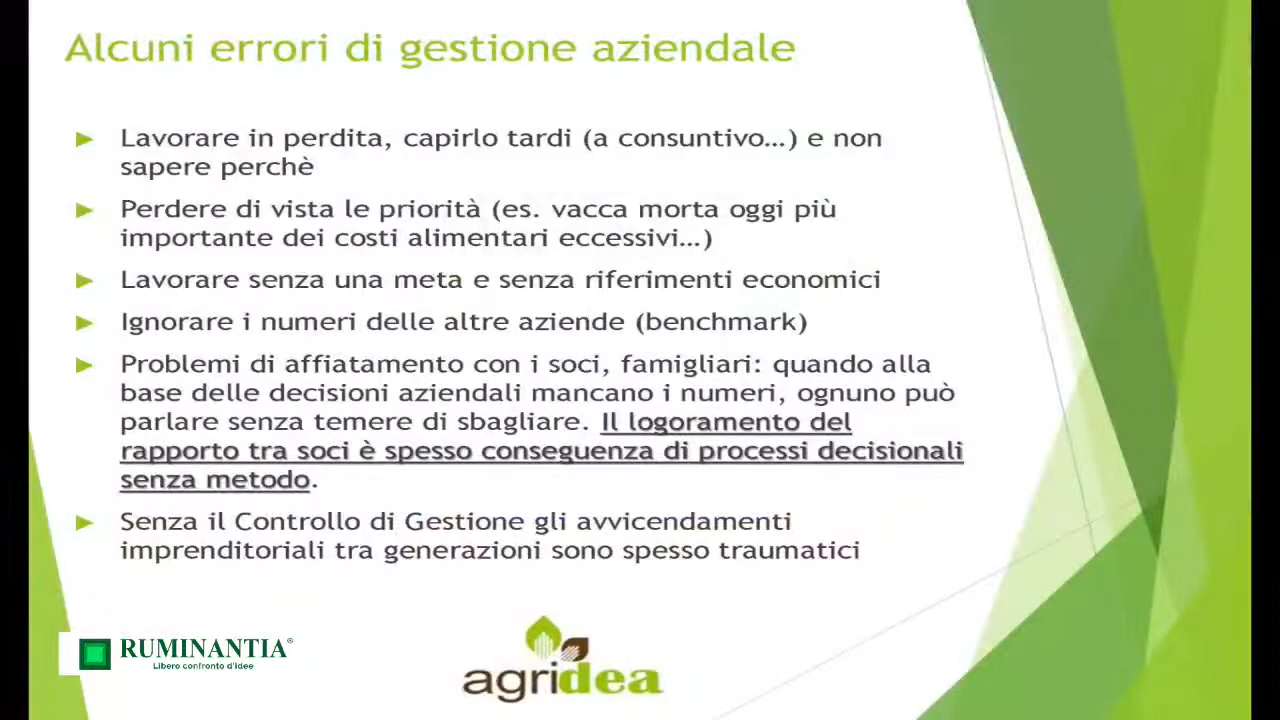 Alcuni errori di gestione aziendale
Lavorare in perdita, capirlo tardi (a consuntivo…) e non
sapere perchè
Perdere di vista le priorità (es. vacca morta oggi più
importante dei costi alimentari eccessivi…)
Lavorare senza una meta e senza riferimenti economici
Ignorare i numeri delle altre aziende (benchmark)
Problemi di affiatamento con i soci, famigliari: quando alla
base delle decisioni aziendali mancano i numeri, ognuno può
parlare senza temere di sbagliare. Il logoramento del
rapporto tra soci è spesso conseguenza di processi decisionali
senza metodo.
Senza il Controllo di Gestione gli avvicendamenti
imprenditoriali tra generazioni sono spesso traumatici
RUMINANTIA®
Libero confronto d'idee
agridea